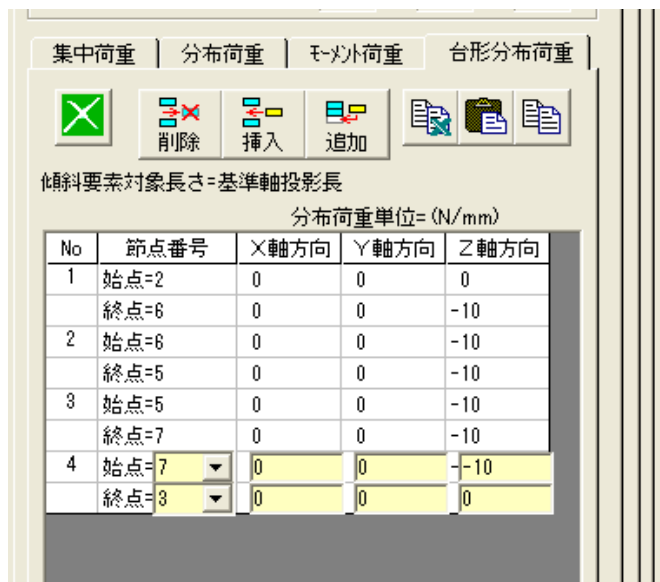 集中荷重 分布荷重 ﾓｰﾒﾝﾄ荷重 台形分布荷重
削除 挿入 追加
傾斜要素対象長さ=基準軸投影長
分布荷重単位=(N/mm)
No 節点番号 X軸方向 Y軸方向 Z軸方向
1 始点=2 0 0 0
終点=6 0 0 -10
2 始点=6 0 0 -10
終点=5 0 0 -10
3 始点=5 0 0 -10
終点=7 0 0 -10
4 始点=7 0 0 -10
終点=3 0 0 0